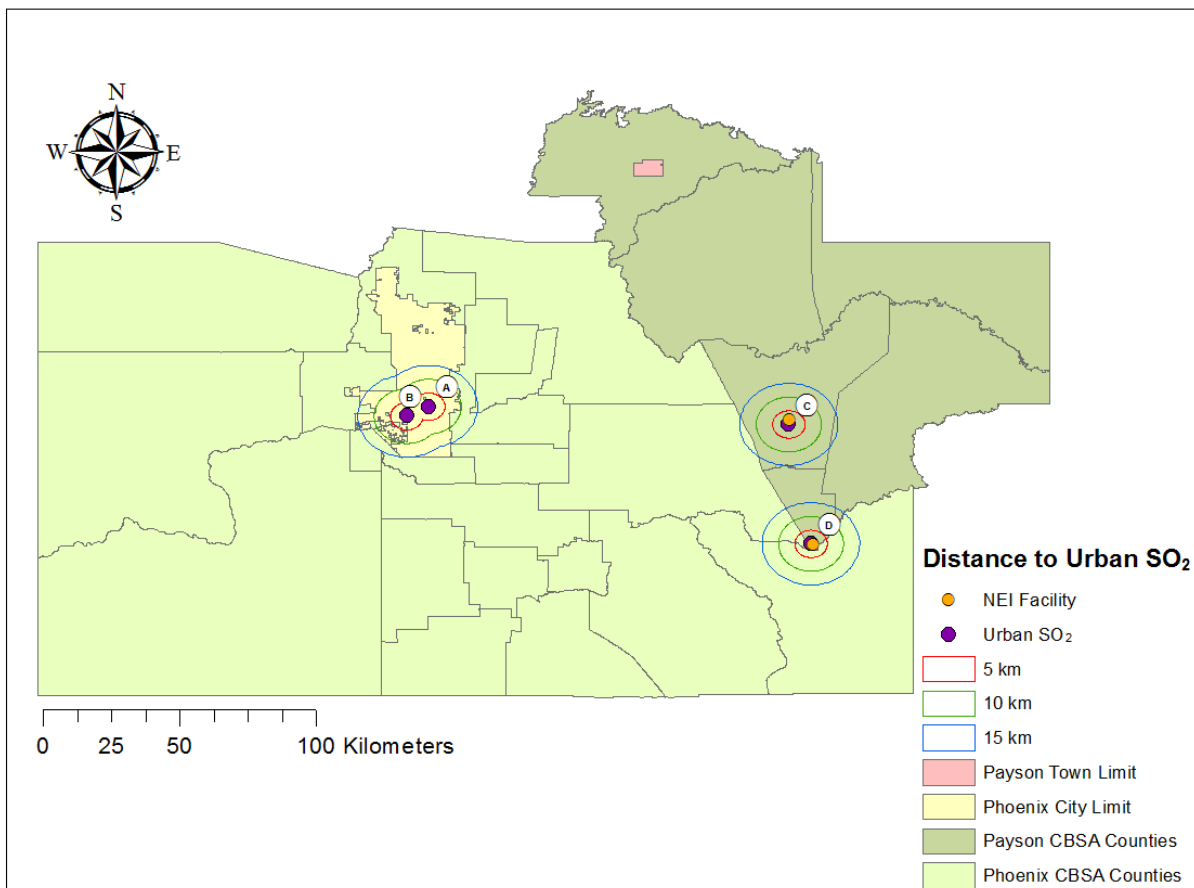 N
W E
S
A
B
C
D
Distance to Urban SO₂
NEI Facility
Urban SO₂
5 km
10 km
15 km
Payson Town Limit
Phoenix City Limit
Payson CBSA Counties
Phoenix CBSA Counties
0 25 50 100 Kilometers